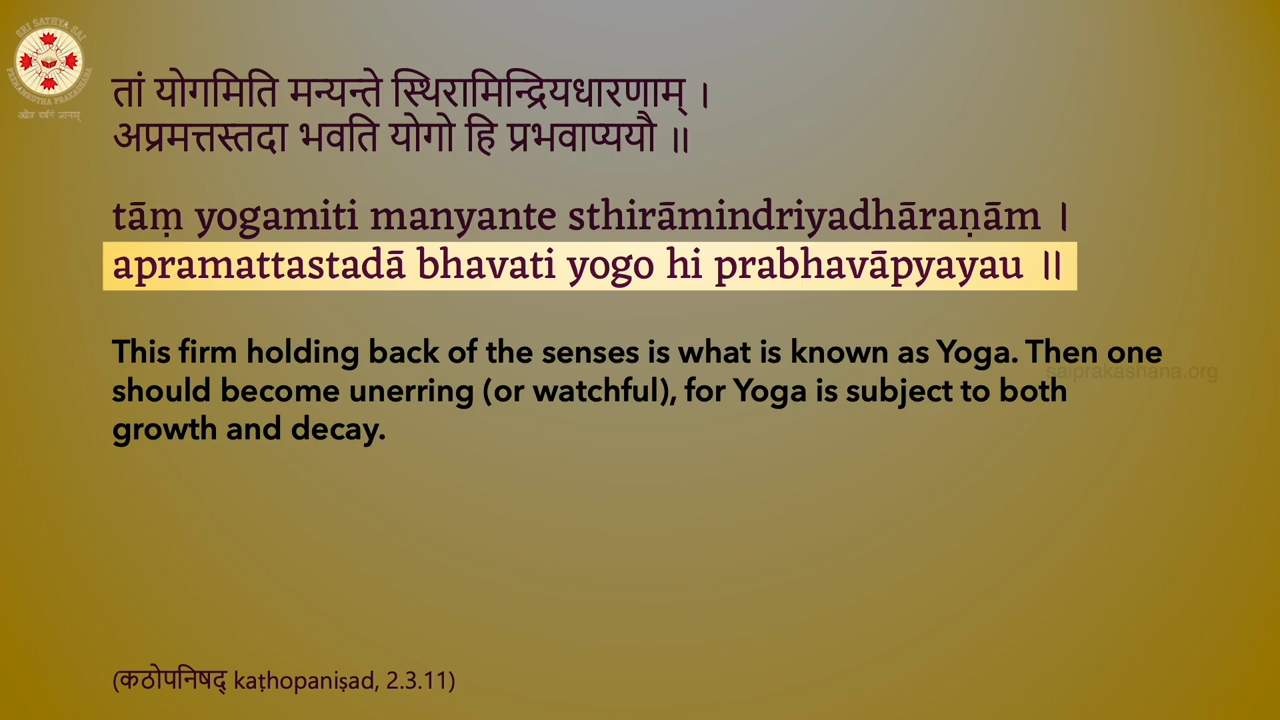 SRI SATHYA SAI
तां योगमिति मन्यन्ते स्थिरामिन्द्रियधारणाम् ।
अप्रमत्तस्तदा भवति योगो हि प्रभवाप्ययौ ॥
tāṃ yogamiti manyante sthirāmindriyadhāraṇām ।
apramattastadā bhavati yogo hi prabhavāpyayau ॥
This firm holding back of the senses is what is known as Yoga. Then one
should become unerring (or watchful), for Yoga is subject to both
growth and decay.
saiprakashana.org
(कठोपनिषद् kaṭhopaniṣad, 2.3.11)